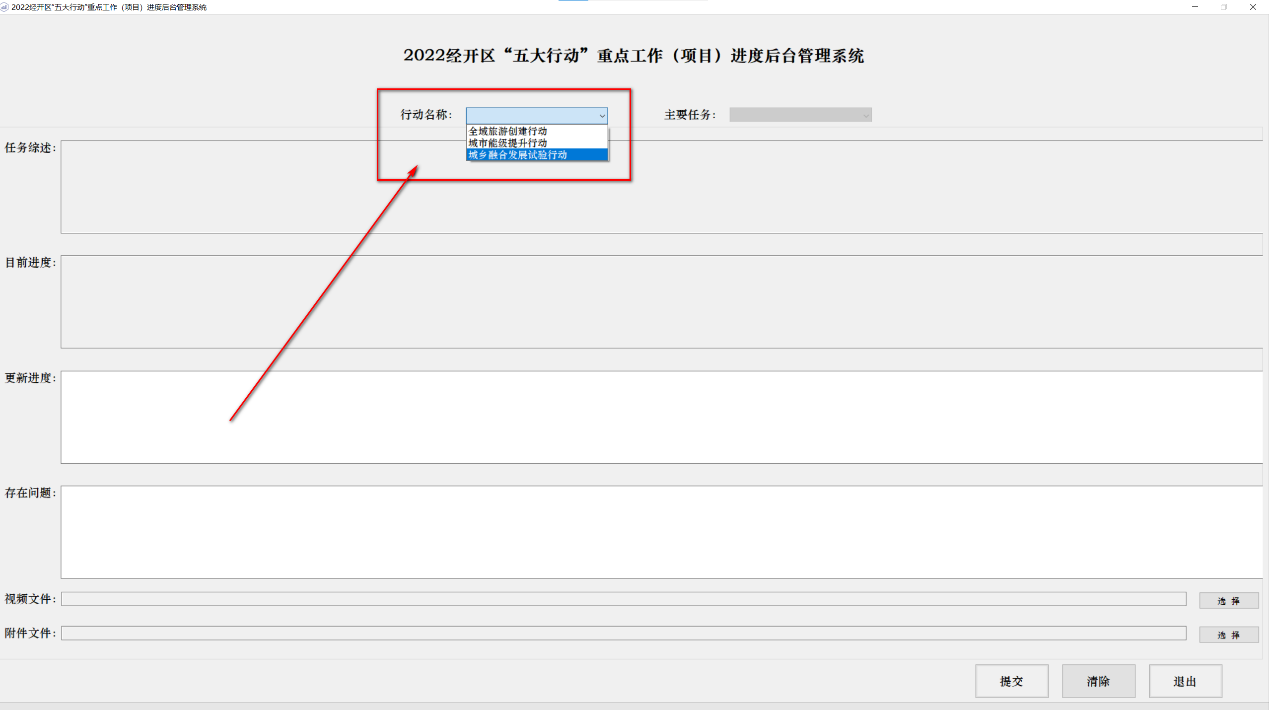 2022经开区"五大行动"重点工作（项目）进度后台管理系统
2022经开区“五大行动”重点工作（项目）进度后台管理系统
行动名称：
主要任务：
全域旅游创建行动
城市能级提升行动
城乡融合发展试验行动
任务综述：
目前进度：
更新进度：
存在问题：
视频文件：
选 择
附件文件：
选 择
提交
清除
退出